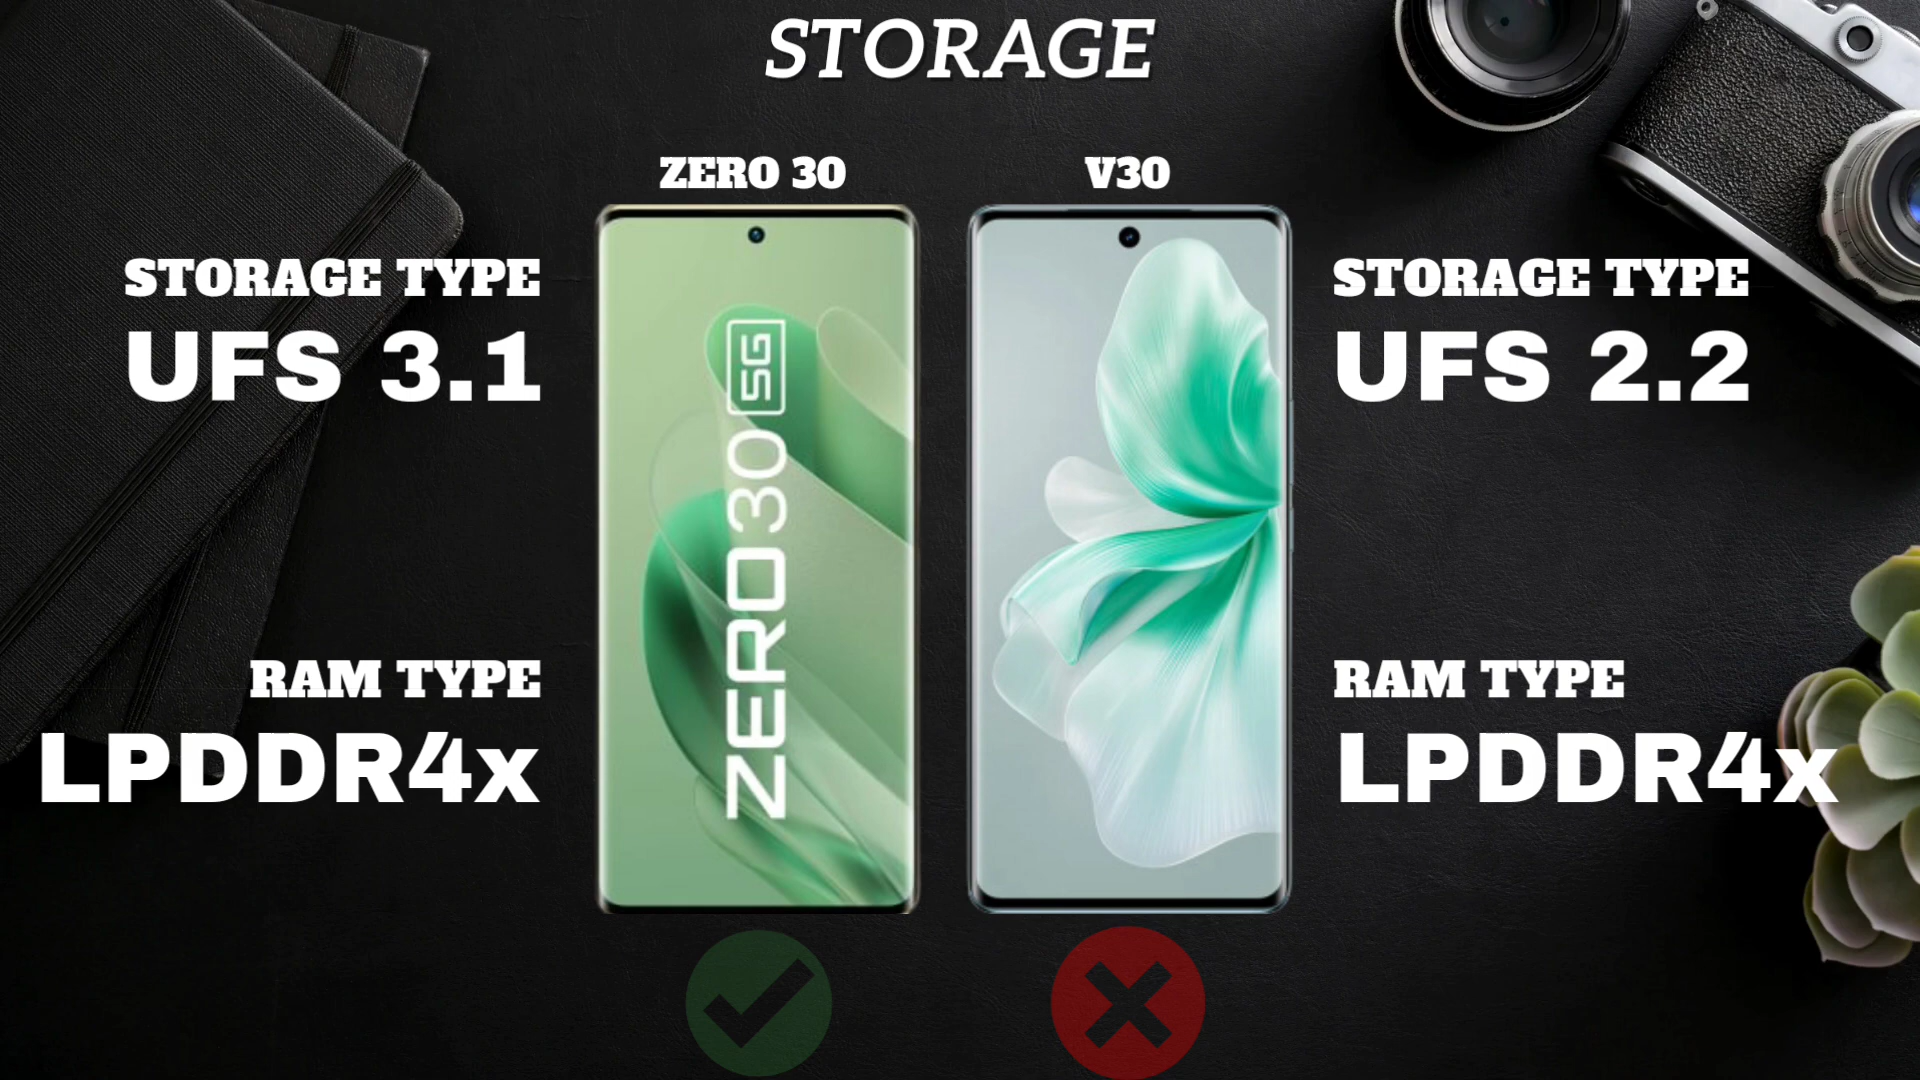 STORAGE
ZERO 30
V30
STORAGE TYPE
UFS 3.1
RAM TYPE
LPDDR4x
ZERO 30 5G
STORAGE TYPE
UFS 2.2
RAM TYPE
LPDDR4x